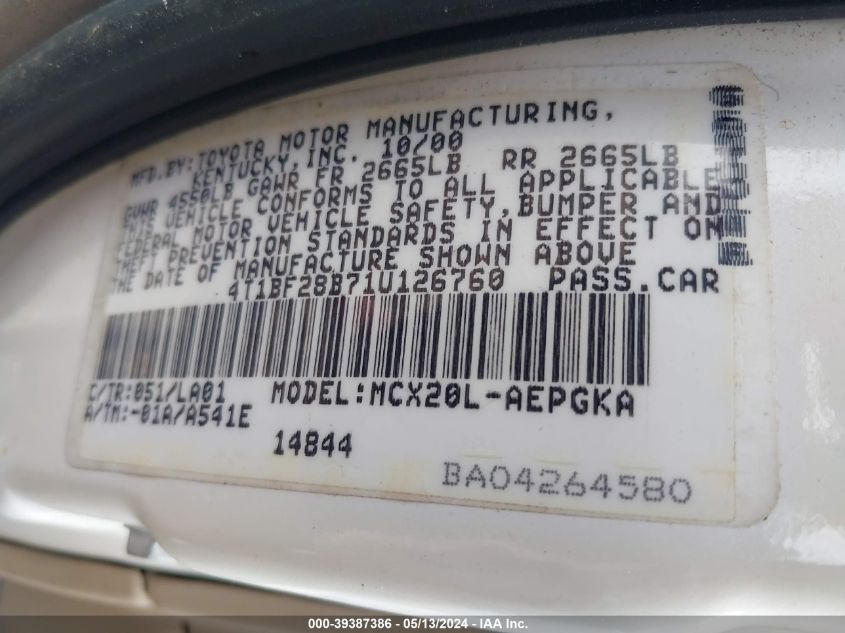 MFD.BY:TOYOTA MOTOR MANUFACTURING,
KENTUCKY,INC. 10/00
GVWR 4550LB GAWR FR 2665LB RR 2665LB
THIS VEHICLE CONFORMS TO ALL APPLICABLE
FEDERAL MOTOR VEHICLE SAFETY,BUMPER AND
THEFT PREVENTION STANDARDS IN EFFECT ON
THE DATE OF MANUFACTURE SHOWN ABOVE
4T1BF28B71U126760 PASS.CAR
C/TR:051/LA01 MODEL:MCX20L-AEPGKA
A/TM:-01A/A541E
14844
BA04264580
000-39387386 - 05/13/2024 - IAA Inc.